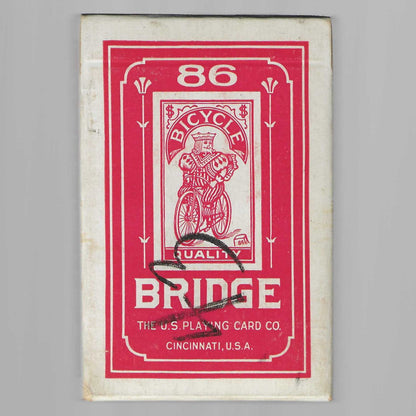 86
$ $
BICYCLE
QUALITY
BRIDGE
THE U.S. PLAYING CARD CO.
CINCINNATI, U.S.A.